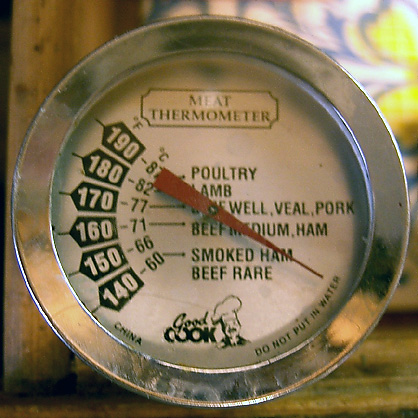 MEAT
THERMOMETER
°F °C
190 88
180 82
170 77
160 71
150 66
140 60
POULTRY
LAMB
BEEF WELL, VEAL, PORK
BEEF MEDIUM, HAM
SMOKED HAM
BEEF RARE
Good
COOK
CHINA
DO NOT PUT IN WATER